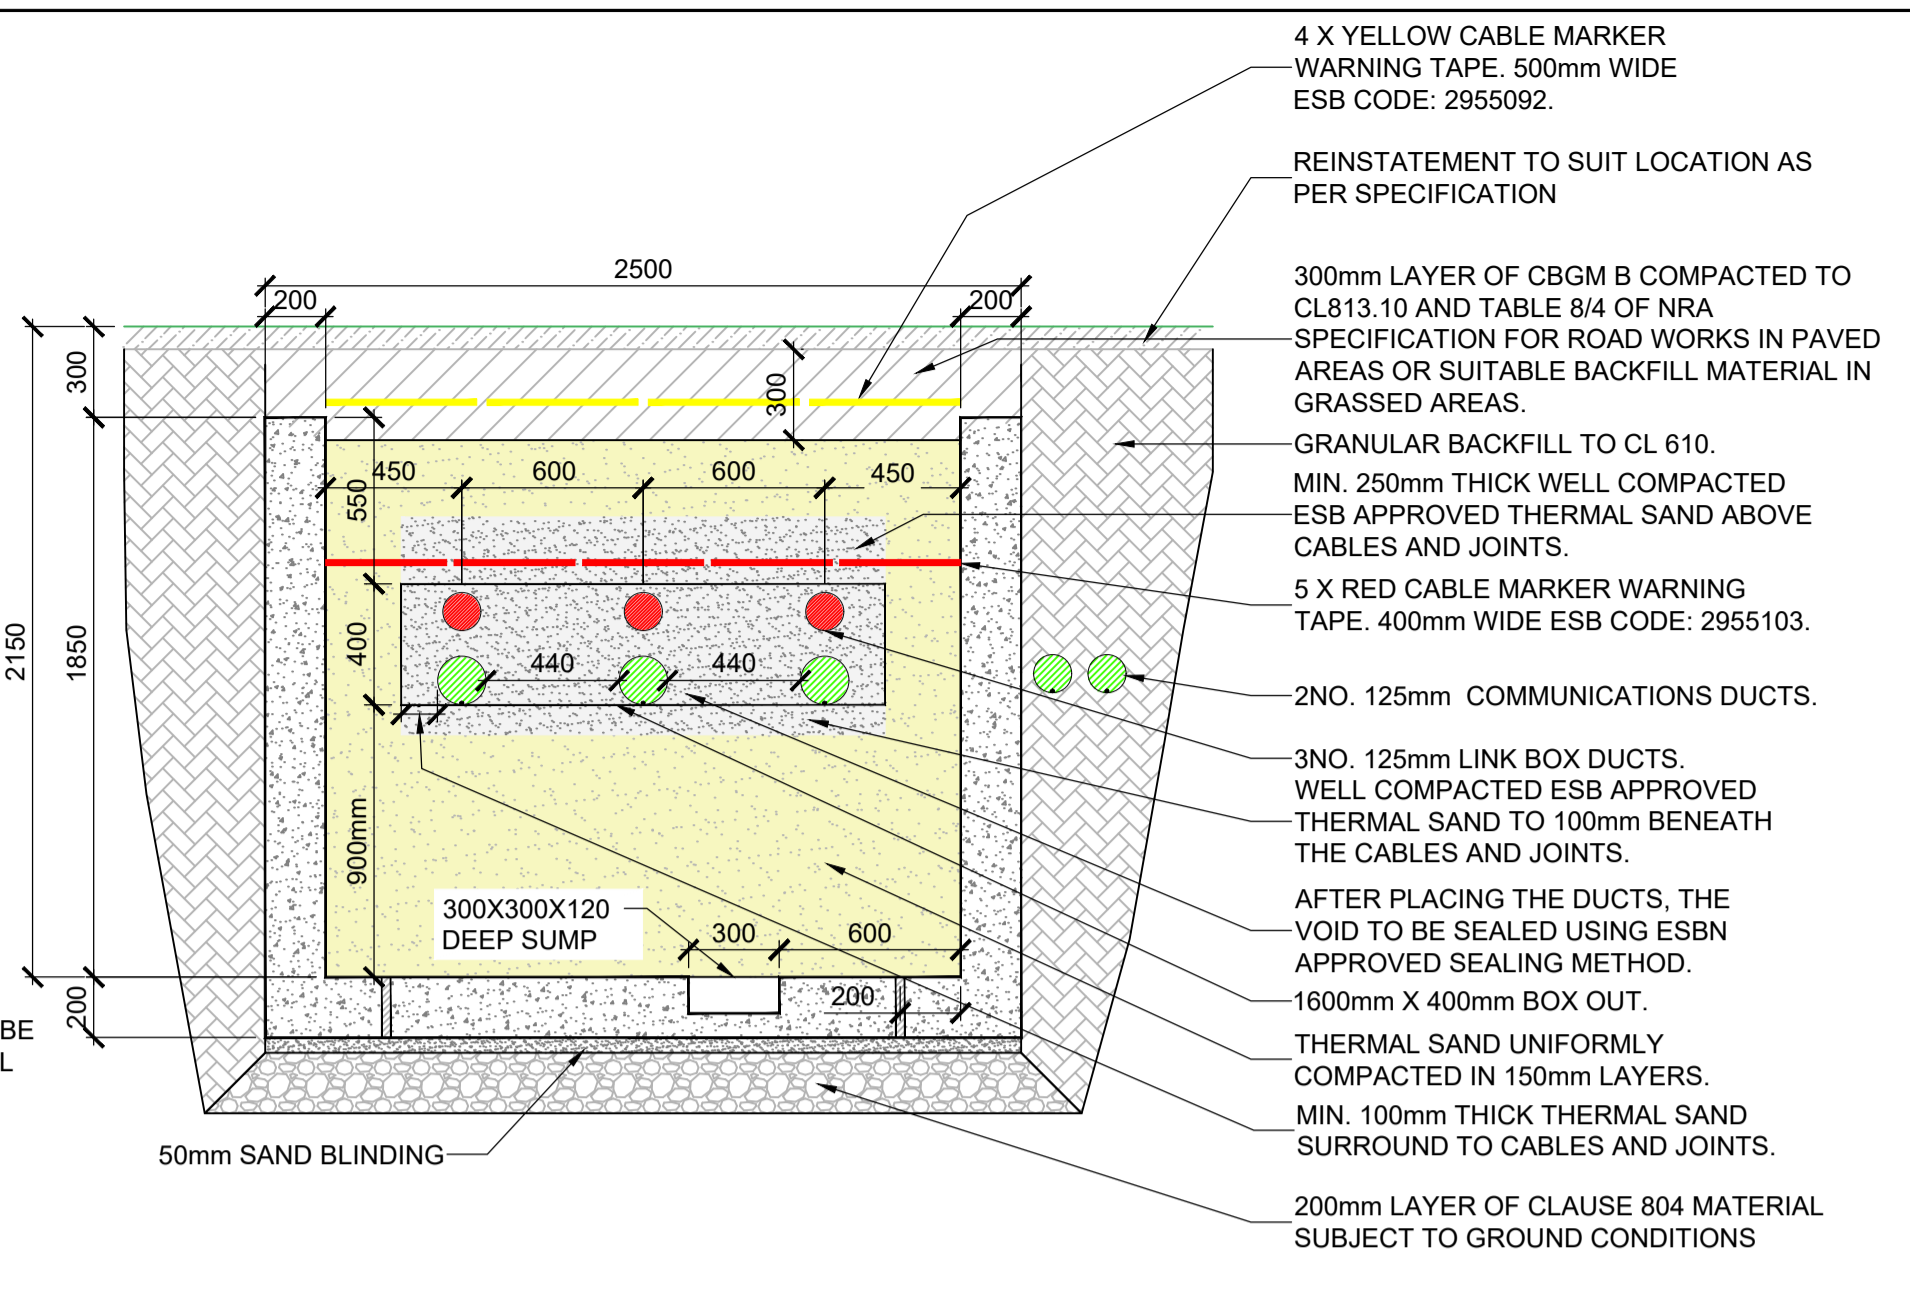 4 X YELLOW CABLE MARKER
WARNING TAPE. 500mm WIDE
ESB CODE: 2955092.
REINSTATEMENT TO SUIT LOCATION AS
PER SPECIFICATION
300mm LAYER OF CBGM B COMPACTED TO
CL813.10 AND TABLE 8/4 OF NRA
SPECIFICATION FOR ROAD WORKS IN PAVED
AREAS OR SUITABLE BACKFILL MATERIAL IN
GRASSED AREAS.
GRANULAR BACKFILL TO CL 610.
MIN. 250mm THICK WELL COMPACTED
ESB APPROVED THERMAL SAND ABOVE
CABLES AND JOINTS.
5 X RED CABLE MARKER WARNING
TAPE. 400mm WIDE ESB CODE: 2955103.
2NO. 125mm COMMUNICATIONS DUCTS.
3NO. 125mm LINK BOX DUCTS.
WELL COMPACTED ESB APPROVED
THERMAL SAND TO 100mm BENEATH
THE CABLES AND JOINTS.
AFTER PLACING THE DUCTS, THE
VOID TO BE SEALED USING ESBN
APPROVED SEALING METHOD.
1600mm X 400mm BOX OUT.
THERMAL SAND UNIFORMLY
COMPACTED IN 150mm LAYERS.
MIN. 100mm THICK THERMAL SAND
SURROUND TO CABLES AND JOINTS.
200mm LAYER OF CLAUSE 804 MATERIAL
SUBJECT TO GROUND CONDITIONS
2500
200
200
300
300
450
600
600
450
550
2150
1850
400
440
440
900mm
300X300X120
DEEP SUMP
300
600
200
200
BE
L
50mm SAND BLINDING